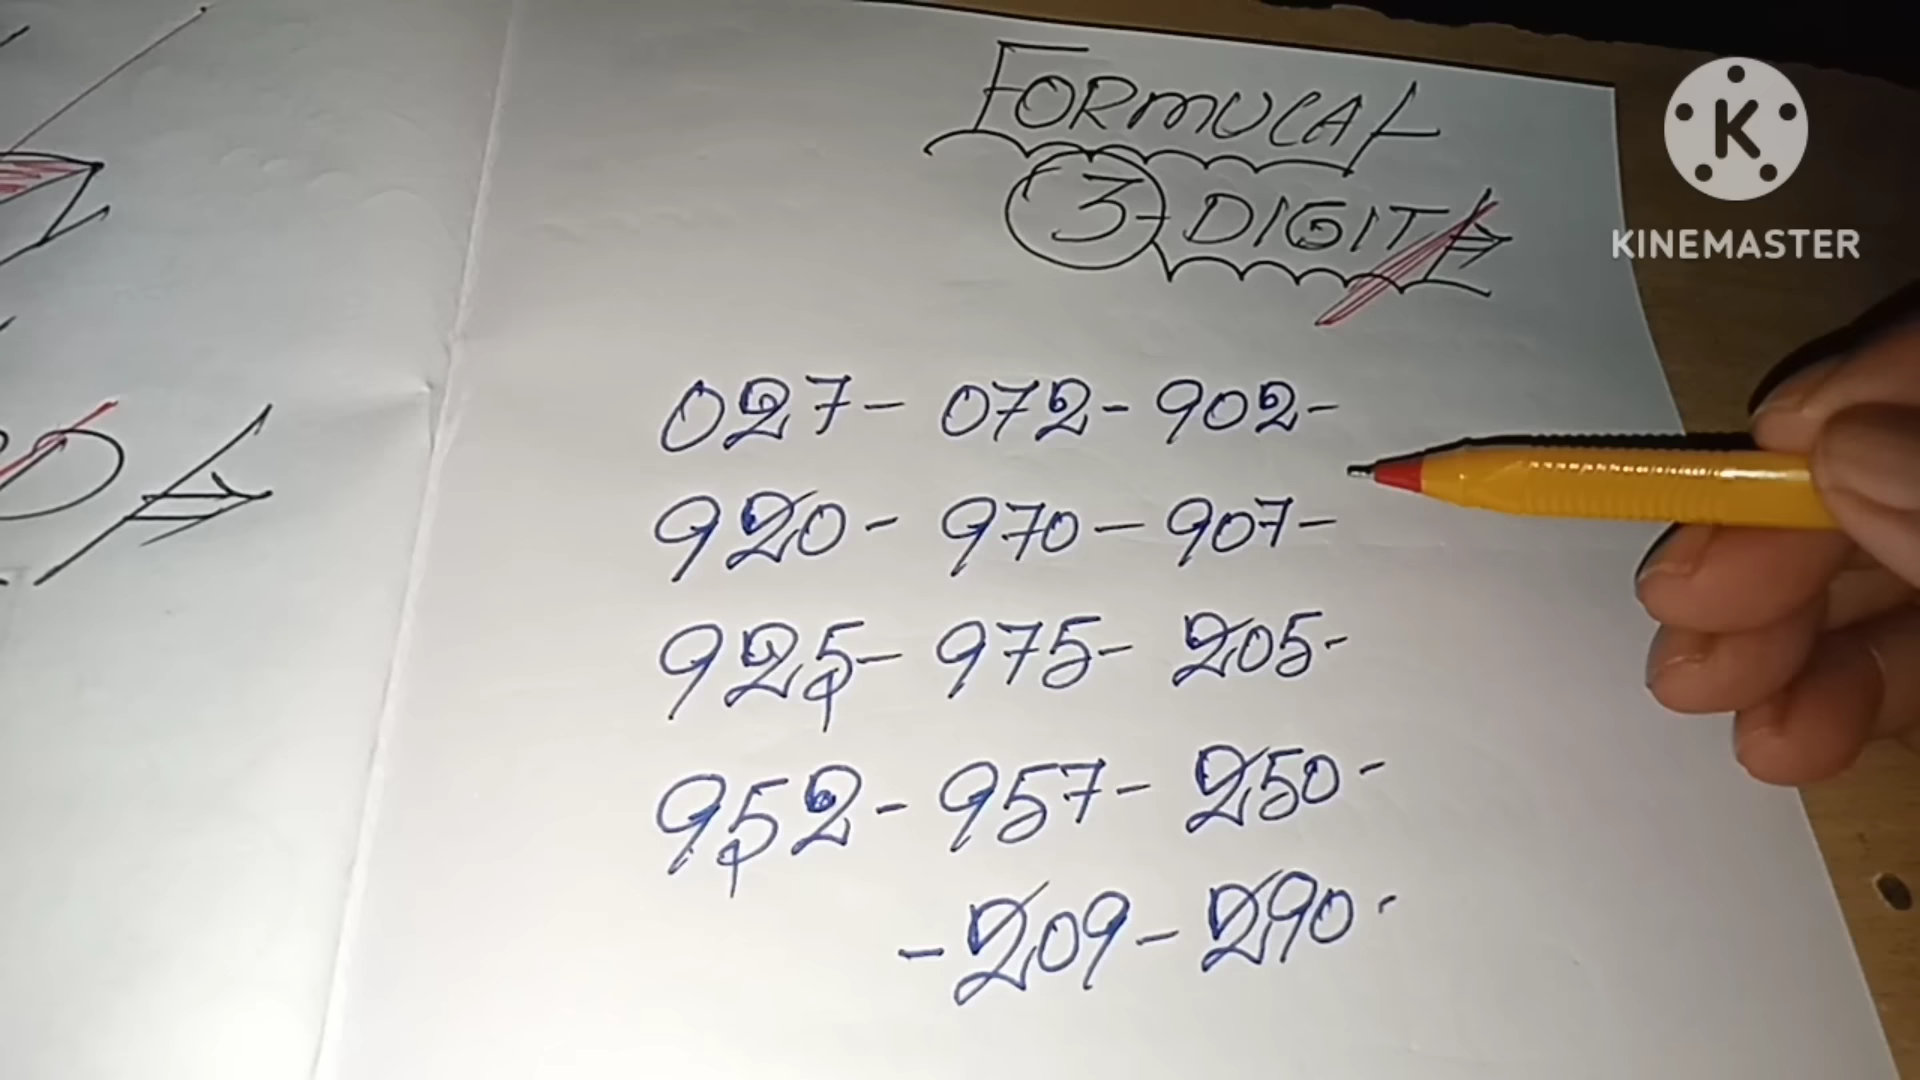 FORMULA
3-DIGIT
K
KINEMASTER
027- 072- 902-
920- 970- 907-
925- 975- 205-
952- 957- 250-
- 209- 290-